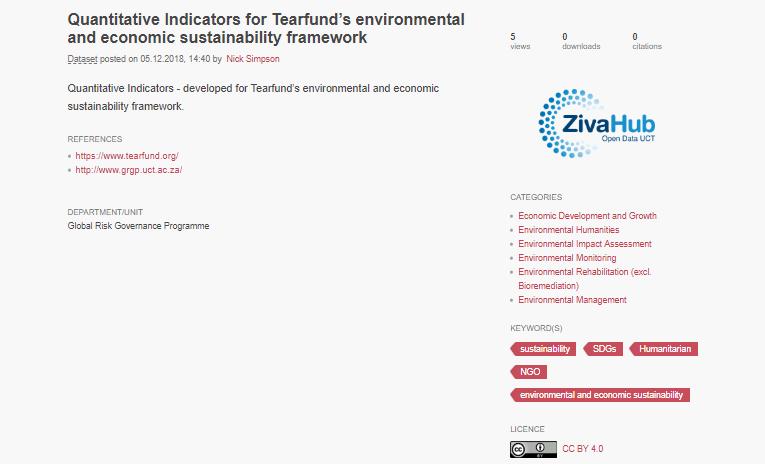 Quantitative Indicators for Tearfund's environmental
and economic sustainability framework
Dataset posted on 05.12.2018, 14:40 by Nick Simpson
Quantitative Indicators - developed for Tearfund's environmental and economic
sustainability framework.
REFERENCES
https://www.tearfund.org/
http://www.grgp.uct.ac.za/
DEPARTMENT/UNIT
Global Risk Governance Programme
5 0 0
views downloads citations
ZivaHub
Open Data UCT
CATEGORIES
Economic Development and Growth
Environmental Humanities
Environmental Impact Assessment
Environmental Monitoring
Environmental Rehabilitation (excl.
Bioremediation)
Environmental Management
KEYWORD(S)
sustainability SDGs Humanitarian
NGO
environmental and economic sustainability
LICENCE
cc BY CC BY 4.0